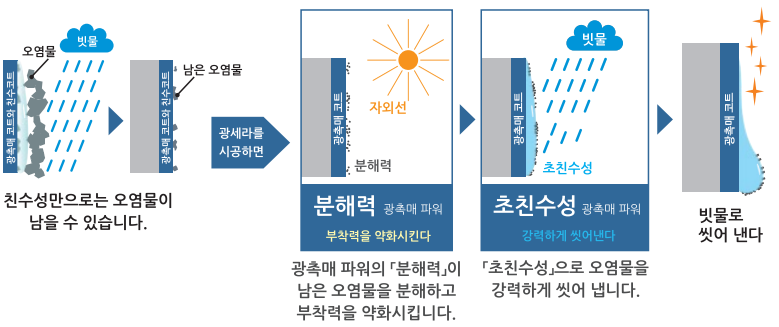 오염물
빗물
광촉매 코트와 친수코트
남은 오염물
광촉매 코트와 친수코트
친수성만으로는 오염물이
남을 수 있습니다.
광세라를
시공하면
자외선
광촉매 코트
분해력
분해력 광촉매 파워
부착력을 약화시킨다
광촉매 파워의 「분해력」이
남은 오염물을 분해하고
부착력을 약화시킵니다.
빗물
광촉매 코트
초친수성
초친수성 광촉매 파워
강력하게 씻어낸다
「초친수성」으로 오염물을
강력하게 씻어 냅니다.
광촉매 코트
빗물로
씻어 낸다